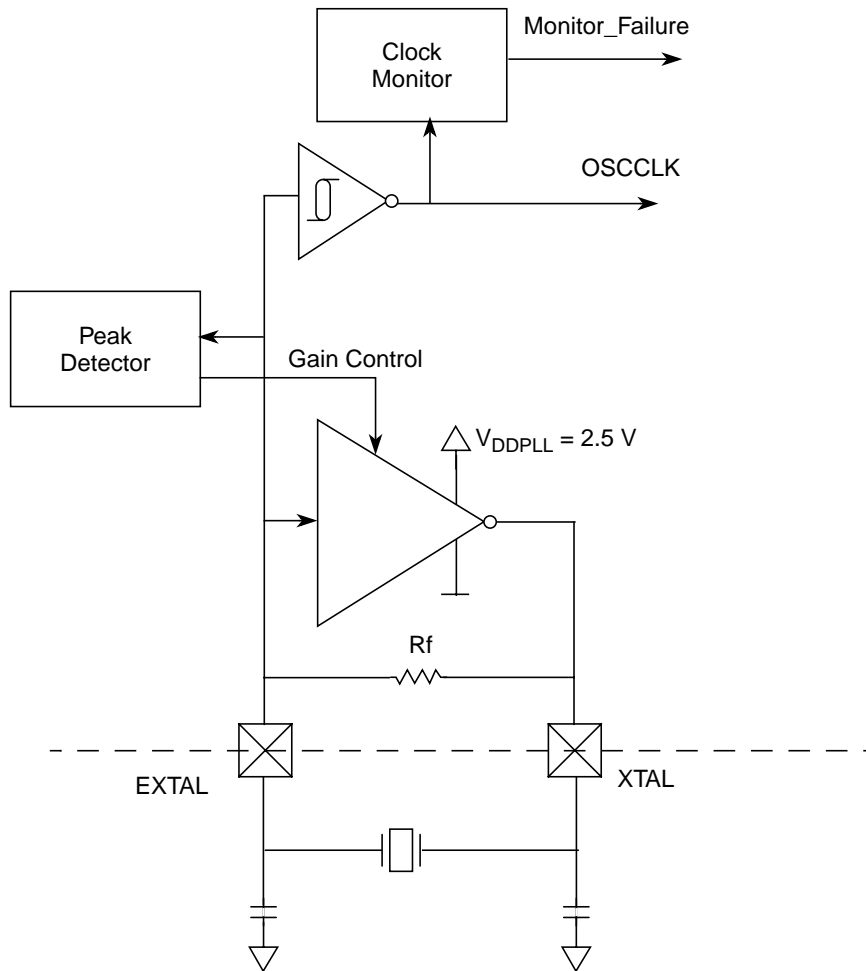 Monitor_Failure
Clock
Monitor
OSCCLK
Peak
Detector
Gain Control
VDDPLL = 2.5 V
Rf
EXTAL
XTAL